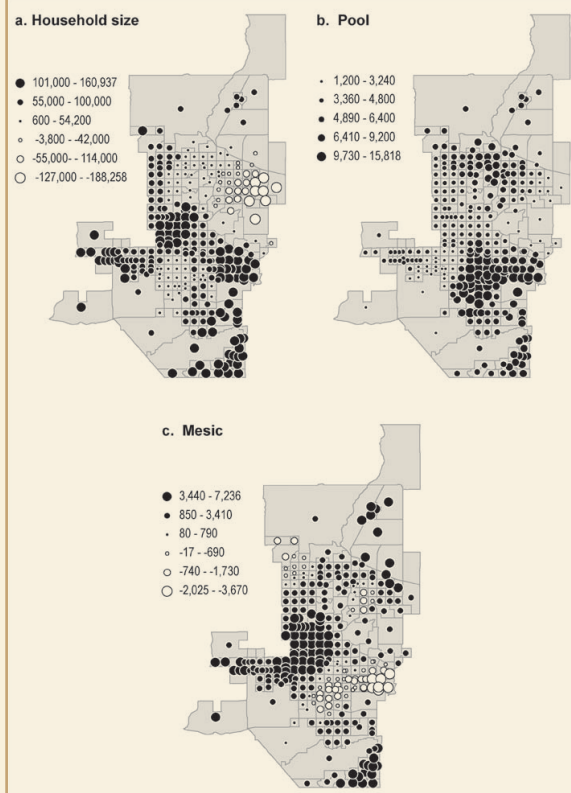 a. Household size
101,000 - 160,937
55,000 - 100,000
600 - 54,200
-3,800 - -42,000
-55,000- - 114,000
-127,000 - -188,258
b. Pool
1,200 - 3,240
3,360 - 4,800
4,890 - 6,400
6,410 - 9,200
9,730 - 15,818
c. Mesic
3,440 - 7,236
850 - 3,410
80 - 790
-17 - -690
-740 - -1,730
-2,025 - -3,670